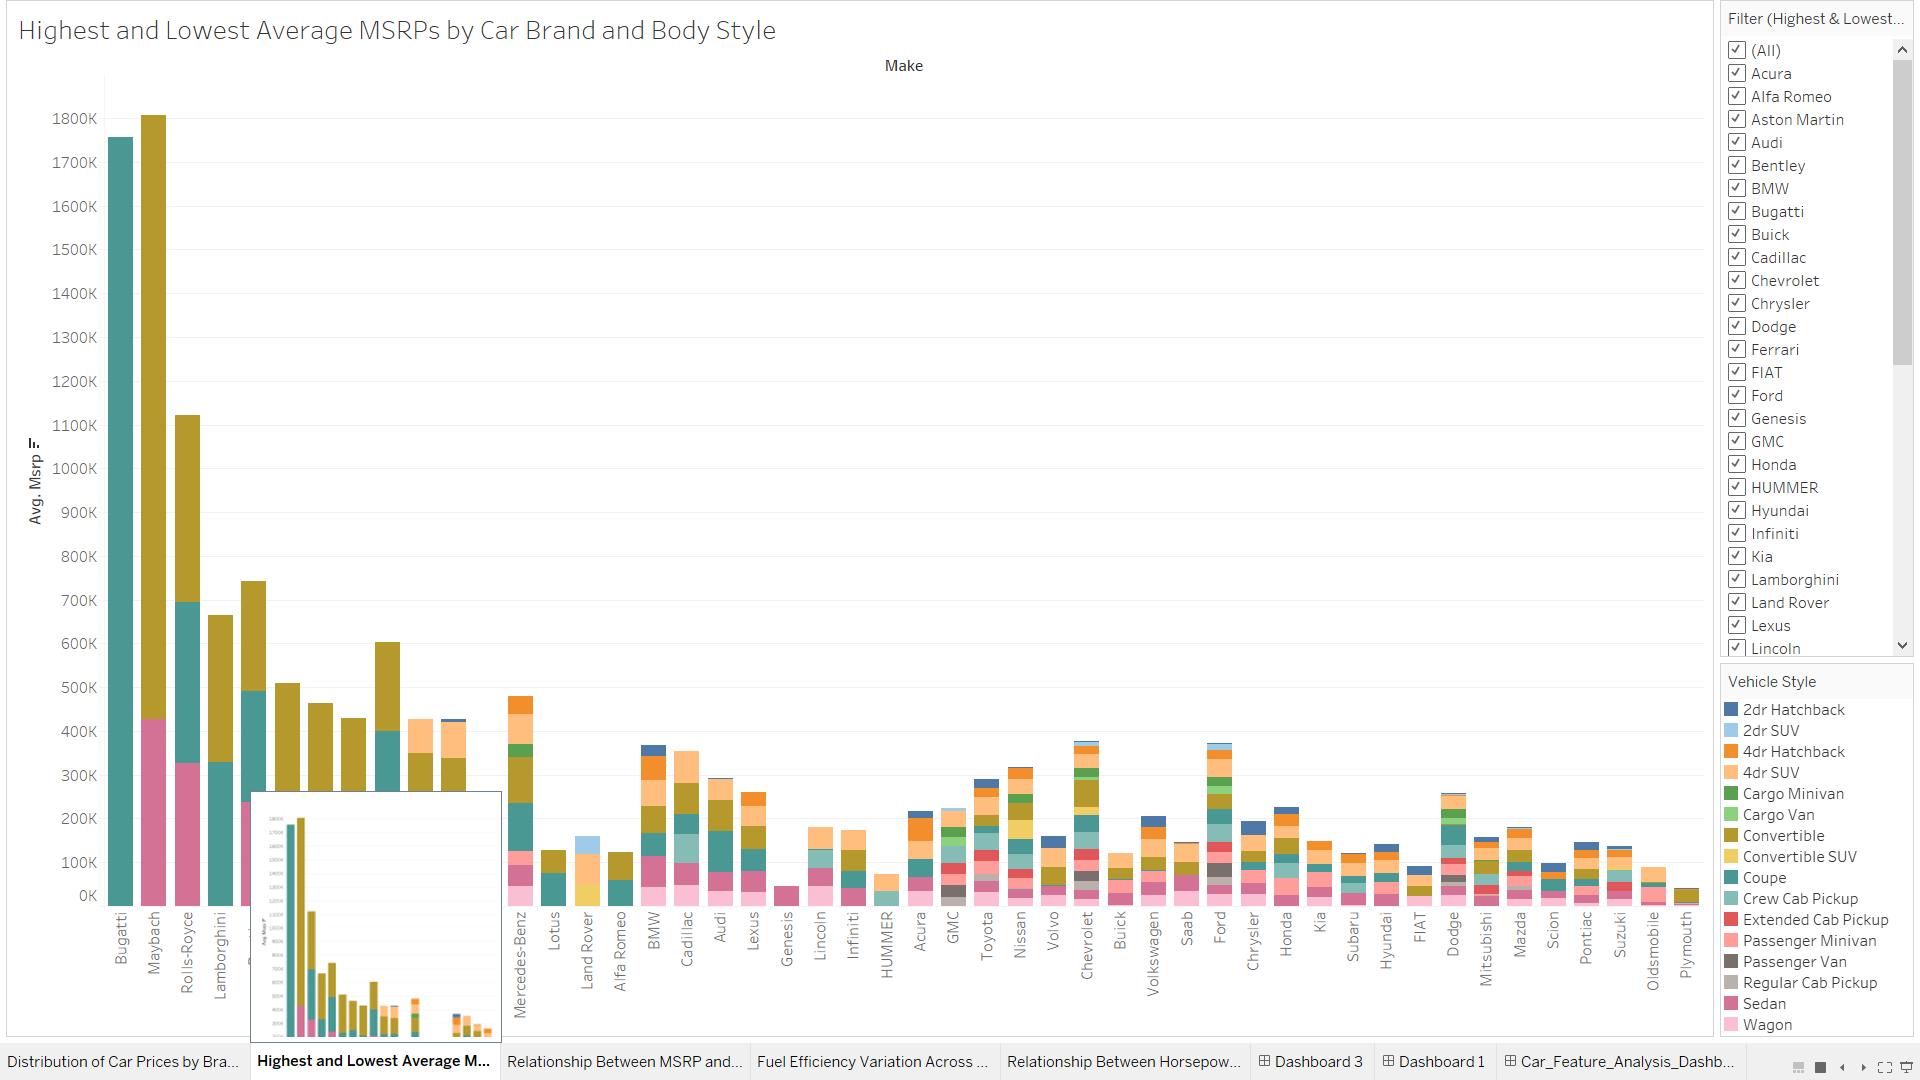 Highest and Lowest Average MSRPs by Car Brand and Body Style
Make
Avg. Msrp
1800K
1700K
1600K
1500K
1400K
1300K
1200K
1100K
1000K
900K
800K
700K
600K
500K
400K
300K
200K
100K
0K
Bugatti
Maybach
Rolls-Royce
Lamborghini
Mercedes-Benz
Lotus
Land Rover
Alfa Romeo
BMW
Cadillac
Audi
Lexus
Genesis
Lincoln
Infiniti
HUMMER
Acura
GMC
Toyota
Nissan
Volvo
Chevrolet
Buick
Volkswagen
Saab
Ford
Chrysler
Honda
Kia
Subaru
Hyundai
FIAT
Dodge
Mitsubishi
Mazda
Scion
Pontiac
Suzuki
Oldsmobile
Plymouth
Filter (Highest & Lowest...
(All)
Acura
Alfa Romeo
Aston Martin
Audi
Bentley
BMW
Bugatti
Buick
Cadillac
Chevrolet
Chrysler
Dodge
Ferrari
FIAT
Ford
Genesis
GMC
Honda
HUMMER
Hyundai
Infiniti
Kia
Lamborghini
Land Rover
Lexus
Lincoln
Vehicle Style
2dr Hatchback
2dr SUV
4dr Hatchback
4dr SUV
Cargo Minivan
Cargo Van
Convertible
Convertible SUV
Coupe
Crew Cab Pickup
Extended Cab Pickup
Passenger Minivan
Passenger Van
Regular Cab Pickup
Sedan
Wagon
Distribution of Car Prices by Bra...
Highest and Lowest Average M...
Relationship Between MSRP and...
Fuel Efficiency Variation Across ...
Relationship Between Horsepow...
Dashboard 3
Dashboard 1
Car_Feature_Analysis_Dashb...